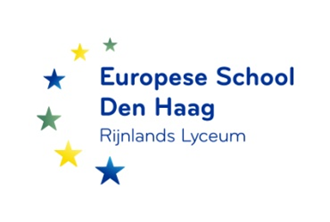 Europese School
Den Haag
Rijnlands Lyceum